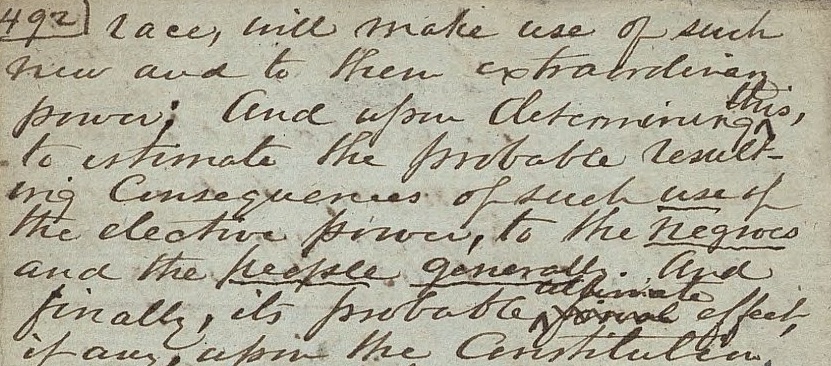 492] race, will make use of such
new and to them extraordinary
power; And upon determining this,
to estimate the probable result-
ing Consequences of such use of
the elective power, to the negroes
and the people generally. And
finally, its probable ultimate effect,
if any, upon the Constitution,